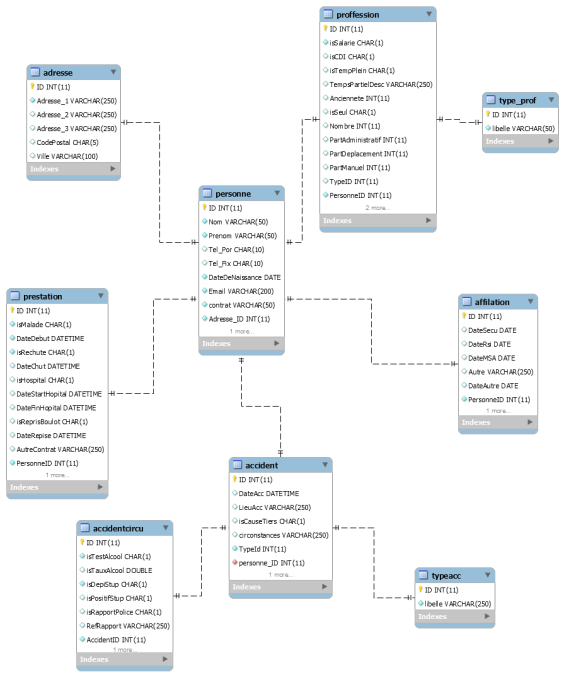 proffession
ID INT(11)
isSalarie CHAR(1)
isCDI CHAR(1)
isTempPlein CHAR(1)
TempsPartielDesc VARCHAR(250)
Anciennete INT(11)
isSeul CHAR(1)
Nombre INT(11)
PartAdministratif INT(11)
PartDeplacement INT(11)
PartManuel INT(11)
TypeID INT(11)
PersonneID INT(11)
2 more...
Indexes
adresse
ID INT(11)
Adresse_1 VARCHAR(250)
Adresse_2 VARCHAR(250)
Adresse_3 VARCHAR(250)
CodePostal CHAR(5)
Ville VARCHAR(100)
Indexes
type_prof
ID INT(11)
libelle VARCHAR(50)
Indexes
personne
ID INT(11)
Nom VARCHAR(50)
Prenom VARCHAR(50)
Tel_Por CHAR(10)
Tel_Fix CHAR(10)
DateDeNaissance DATE
Email VARCHAR(200)
contrat VARCHAR(50)
Adresse_ID INT(11)
1 more...
Indexes
prestation
ID INT(11)
isMalade CHAR(1)
DateDebut DATETIME
isRechute CHAR(1)
DateChut DATETIME
isHospital CHAR(1)
DateStartHopital DATETIME
DateFinHopital DATETIME
isReprisBoulot CHAR(1)
DateRepise DATETIME
AutreContrat VARCHAR(250)
PersonneID INT(11)
1 more...
Indexes
affilation
ID INT(11)
DateSecu DATE
DateRsi DATE
DateMSA DATE
Autre VARCHAR(250)
DateAutre DATE
PersonneID INT(11)
1 more...
Indexes
accident
ID INT(11)
DateAcc DATETIME
LieuAcc VARCHAR(250)
isCauseTiers CHAR(1)
circonstances VARCHAR(250)
TypeId INT(11)
personne_ID INT(11)
1 more...
Indexes
accidentcircu
ID INT(11)
isTestAlcool CHAR(1)
isTauxAlcool DOUBLE
isDepiStup CHAR(1)
isPositifStup CHAR(1)
isRapportPolice CHAR(1)
RefRapport VARCHAR(250)
AccidentID INT(11)
1 more...
Indexes
typeacc
ID INT(11)
libelle VARCHAR(250)
Indexes